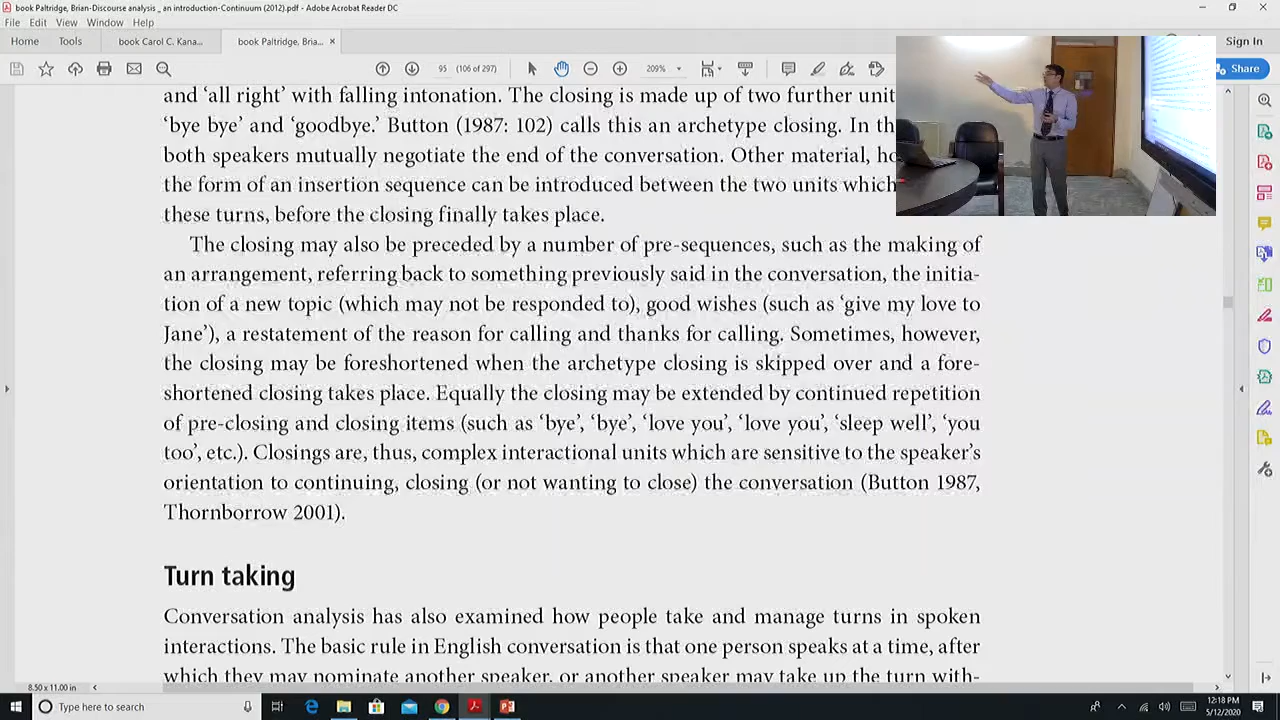 book Paltridge, Brian-Discourse analysis _ an introduction-Continuum (2012).pdf - Adobe Acrobat Reader DC
File Edit View Window Help
Home Tools book Carol C. Kana... book Paltridge, Brian... × Sign In
95 200% Share
and ‘all right’ with falling The closing made up of two further
‘bye bye’ and ‘goodbye.’ Button (1987: 102) calls this an archetype closing. In
both speakers mutually negotiate the end of the conversation. Other material,
the form of an insertion sequence can be introduced between the two units which
these turns, before the closing finally takes place.
The closing may also be preceded by a number of pre-sequences, such as the making of
an arrangement, referring back to something previously said in the conversation, the initia-
tion of a new topic (which may not be responded to), good wishes (such as ‘give my love to
Jane’), a restatement of the reason for calling and thanks for calling. Sometimes, however,
the closing may be foreshortened when the archetype closing is skipped over and a fore-
shortened closing takes place. Equally the closing may be extended by continued repetition
of pre-closing and closing items (such as ‘bye’, ‘bye’, ‘love you’, ‘love you’, ‘sleep well’, ‘you
too’, etc.). Closings are, thus, complex interactional units which are sensitive to the speaker’s
orientation to continuing, closing (or not wanting to close) the conversation (Button 1987,
Thornborrow 2001).
Turn taking
Conversation analysis has also examined how people take and manage turns in spoken
interactions. The basic rule in English conversation is that one person speaks at a time, after
which they may nominate another speaker, or another speaker may take up the turn with-
8.50 x 11.00 in
Type here to search
12:18 PM
5/12/2020